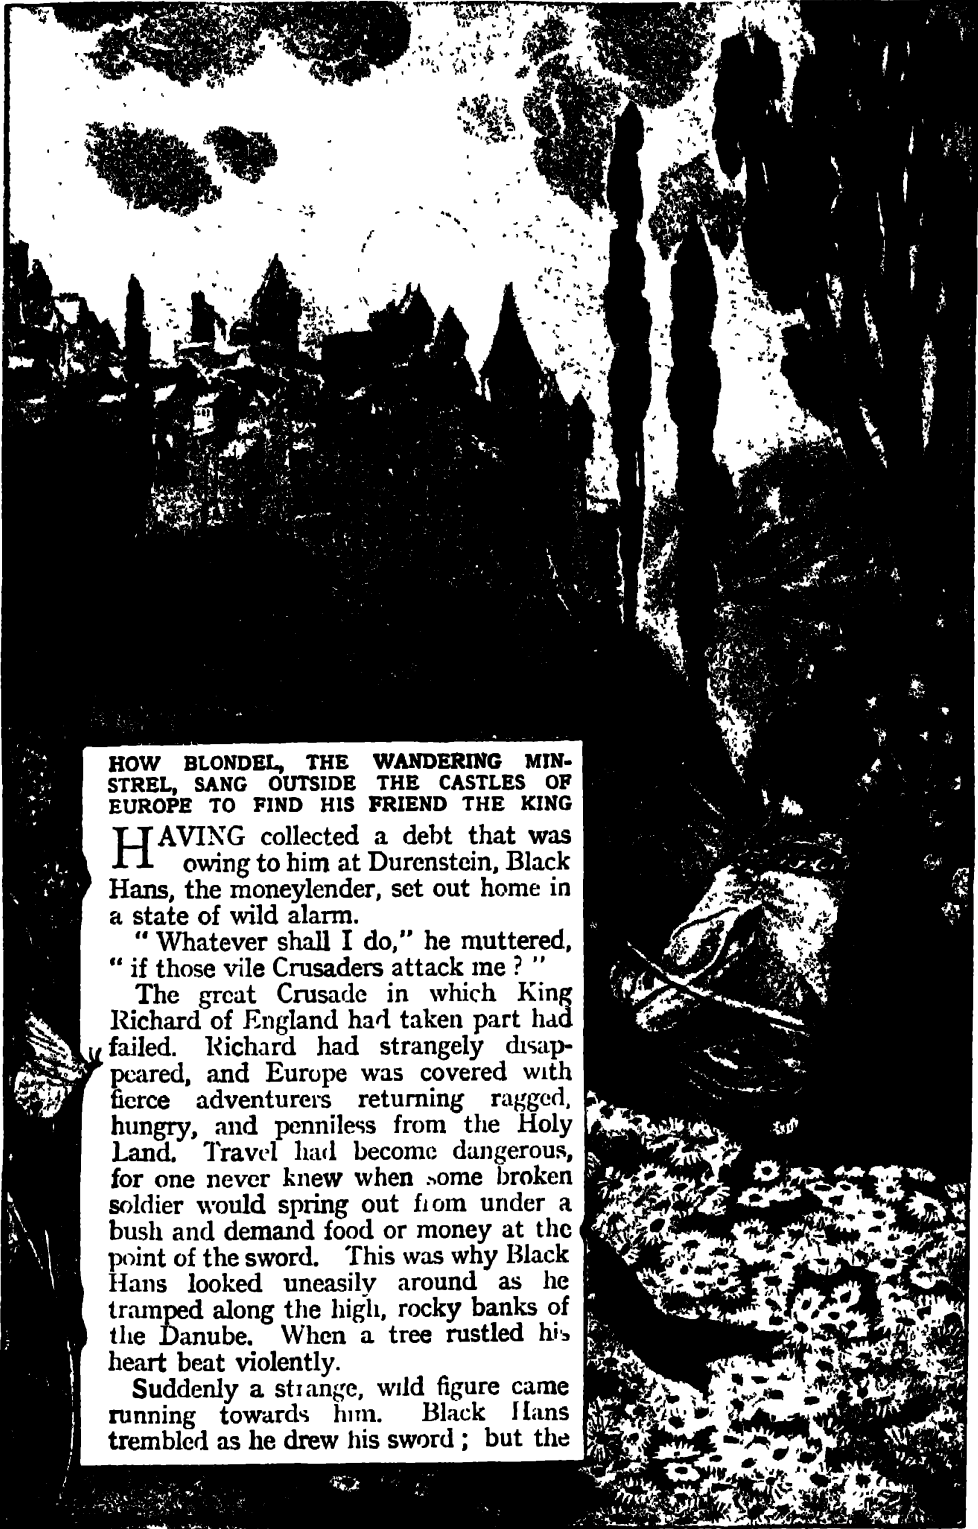 HOW BLONDEL, THE WANDERING MIN-
STREL, SANG OUTSIDE THE CASTLES OF
EUROPE TO FIND HIS FRIEND THE KING
HAVING collected a debt that was
owing to him at Durenstein, Black
Hans, the moneylender, set out home in
a state of wild alarm.
“ Whatever shall I do,” he muttered,
“ if those vile Crusaders attack me ? ”
The great Crusade in which King
Richard of England had taken part had
failed. Richard had strangely disap-
peared, and Europe was covered with
fierce adventurers returning ragged,
hungry, and penniless from the Holy
Land. Travel had become dangerous,
for one never knew when some broken
soldier would spring out from under a
bush and demand food or money at the
point of the sword. This was why Black
Hans looked uneasily around as he
tramped along the high, rocky banks of
the Danube. When a tree rustled his
heart beat violently.
Suddenly a strange, wild figure came
running towards him. Black Hans
trembled as he drew his sword ; but the